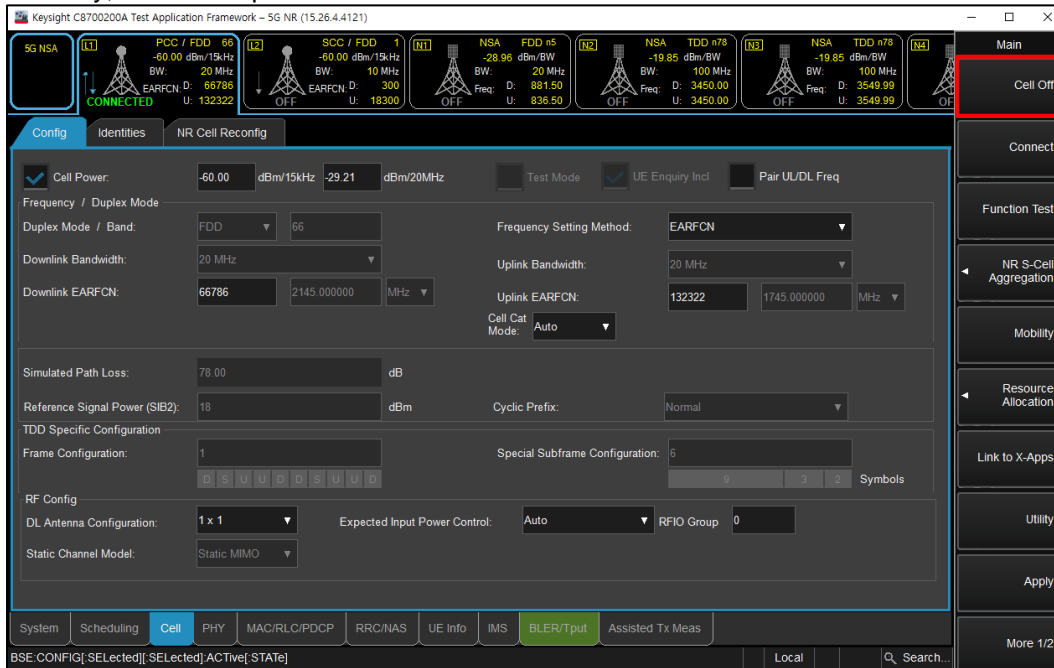 Keysight C8700200A Test Application Framework – 5G NR (15.26.4.4121)
5G NSA
L1 PCC / FDD 66
-60.00 dBm/15kHz
BW: 20 MHz
EARFCN: D: 66786
CONNECTED U: 132322
L2 SCC / FDD 1
-60.00 dBm/15kHz
BW: 10 MHz
EARFCN: D: 300
OFF U: 18300
N1 NSA FDD n5
-28.96 dBm/BW
BW: 20 MHz
Freq: D: 881.50
OFF U: 836.50
N2 NSA TDD n78
-19.85 dBm/BW
BW: 100 MHz
Freq: D: 3450.00
OFF U: 3450.00
N3 NSA TDD n78
-19.85 dBm/BW
BW: 100 MHz
Freq: D: 3549.99
OFF U: 3549.99
N4
OF
Main
Cell Off
Connect
Function Test
NR S-Cell
Aggregation
Mobility
Resource
Allocation
Link to X-Apps
Utility
Apply
More 1/2
Config Identities NR Cell Reconfig
Cell Power: -60.00 dBm/15kHz -29.21 dBm/20MHz Test Mode UE Enquiry Incl Pair UL/DL Freq
Frequency / Duplex Mode
Duplex Mode / Band: FDD 66 Frequency Setting Method: EARFCN
Downlink Bandwidth: 20 MHz Uplink Bandwidth: 20 MHz
Downlink EARFCN: 66786 2145.000000 MHz Uplink EARFCN: 132322 1745.000000 MHz
Cell Cat
Mode: Auto
Simulated Path Loss: 78.00 dB
Reference Signal Power (SIB2): 18 dBm Cyclic Prefix: Normal
TDD Specific Configuration
Frame Configuration: 1 Special Subframe Configuration: 6
D S U U D D S U U D 9 3 2 Symbols
RF Config
DL Antenna Configuration: 1 x 1 Expected Input Power Control: Auto RFIO Group 0
Static Channel Model: Static MIMO
System Scheduling Cell PHY MAC/RLC/PDCP RRC/NAS UE Info IMS BLER/Tput Assisted Tx Meas
BSE:CONFIG[:SELected][:SELected]:ACTive[:STATe] Local Search...